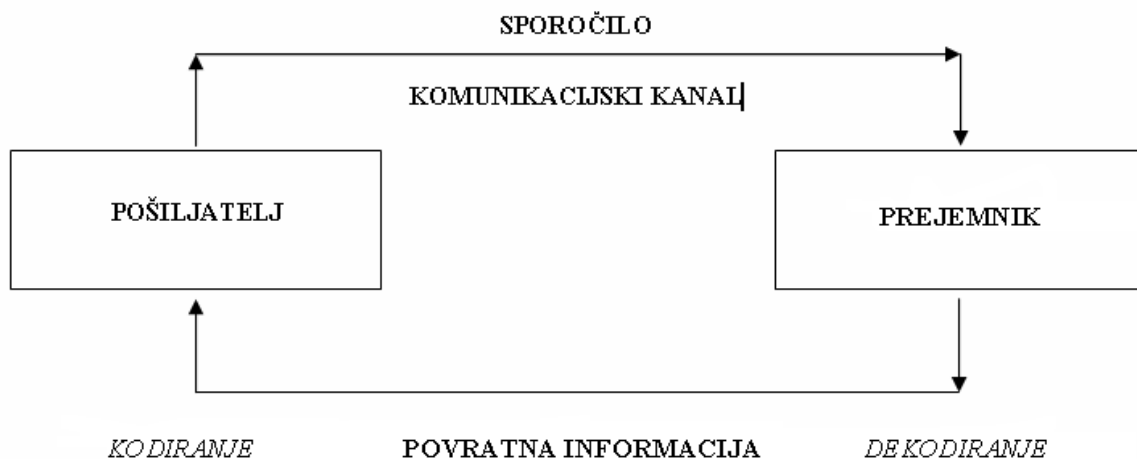 SPOROČILO
KOMUNIKACIJSKI KANAL
POŠILJATELJ
PREJEMNIK
KODIRANJE
POVRATNA INFORMACIJA
DEKODIRANJE